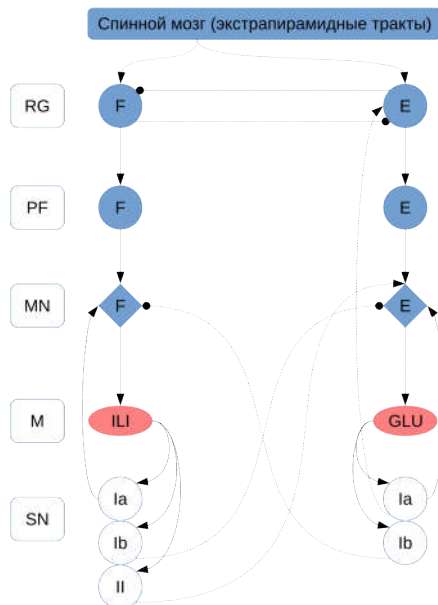 Спинной мозг (экстрапирамидные тракты)
RG F E
PF F E
MN F E
M ILI GLU
SN Ia Ia
Ib Ib
II